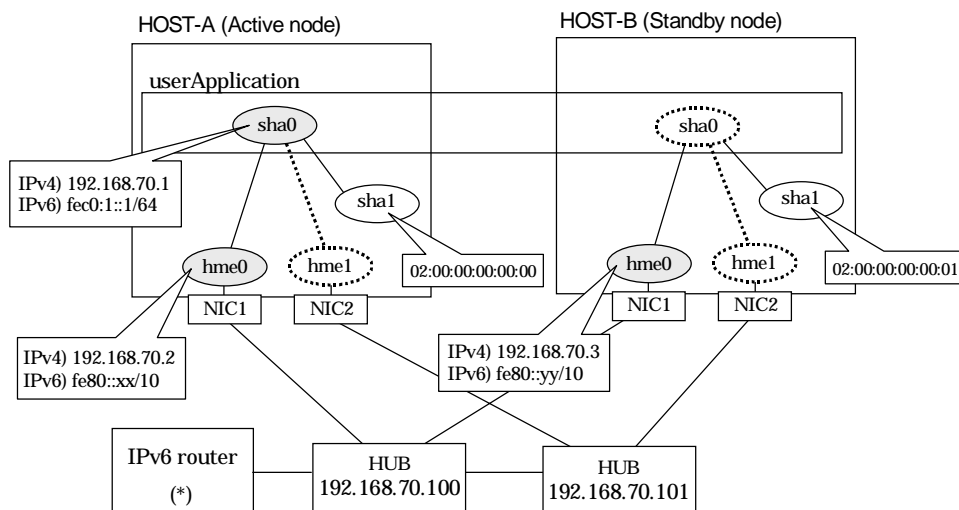 HOST-A (Active node)
HOST-B (Standby node)
userApplication
sha0
sha0
IPv4) 192.168.70.1
IPv6) fec0:1::1/64
sha1
sha1
hme0
hme1
02:00:00:00:00:00
hme0
hme1
02:00:00:00:00:01
NIC1
NIC2
NIC1
NIC2
IPv4) 192.168.70.2
IPv6) fe80::xx/10
IPv4) 192.168.70.3
IPv6) fe80::yy/10
IPv6 router
(*)
HUB
192.168.70.100
HUB
192.168.70.101